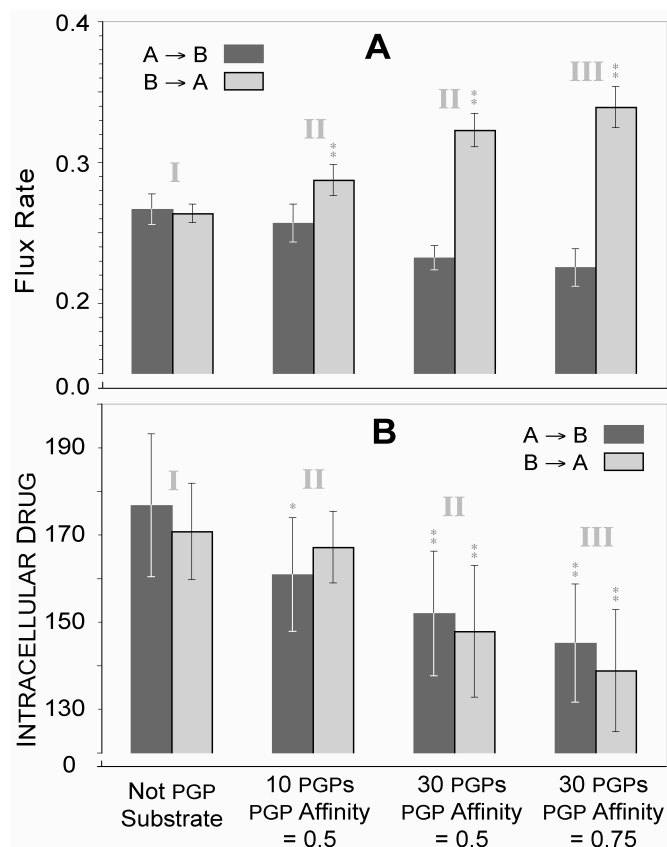 0.4
A
A → B
B → A
III
**
II
**
II
**
0.3
I
Flux Rate
0.2
0.0
B
190
A → B
B → A
I
II
II
III
170
*
**
**
**
**
INTRACELLULAR DRUG
150
130
0
Not PGP
Substrate
10 PGPs
PGP Affinity
= 0.5
30 PGPs
PGP Affinity
= 0.5
30 PGPs
PGP Affinity
= 0.75